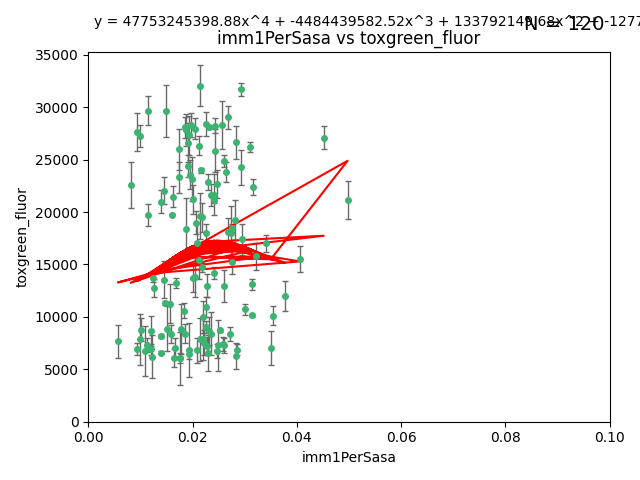 y = 47753245398.88x^4 + -4484439582.52x^3 +
N = 120
imm1PerSasa vs toxgreen_fluor
35000
30000
25000
20000
15000
10000
5000
0
toxgreen_fluor
0.00 0.02 0.04 0.06 0.08 0.10
imm1PerSasa